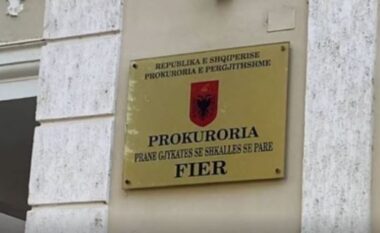 REPUBLIKA E SHQIPERISE
PROKURORIA E PERGJITHSHME
PROKURORIA
PRANE GJYKATES SE SHKALLES SE PARE
FIER